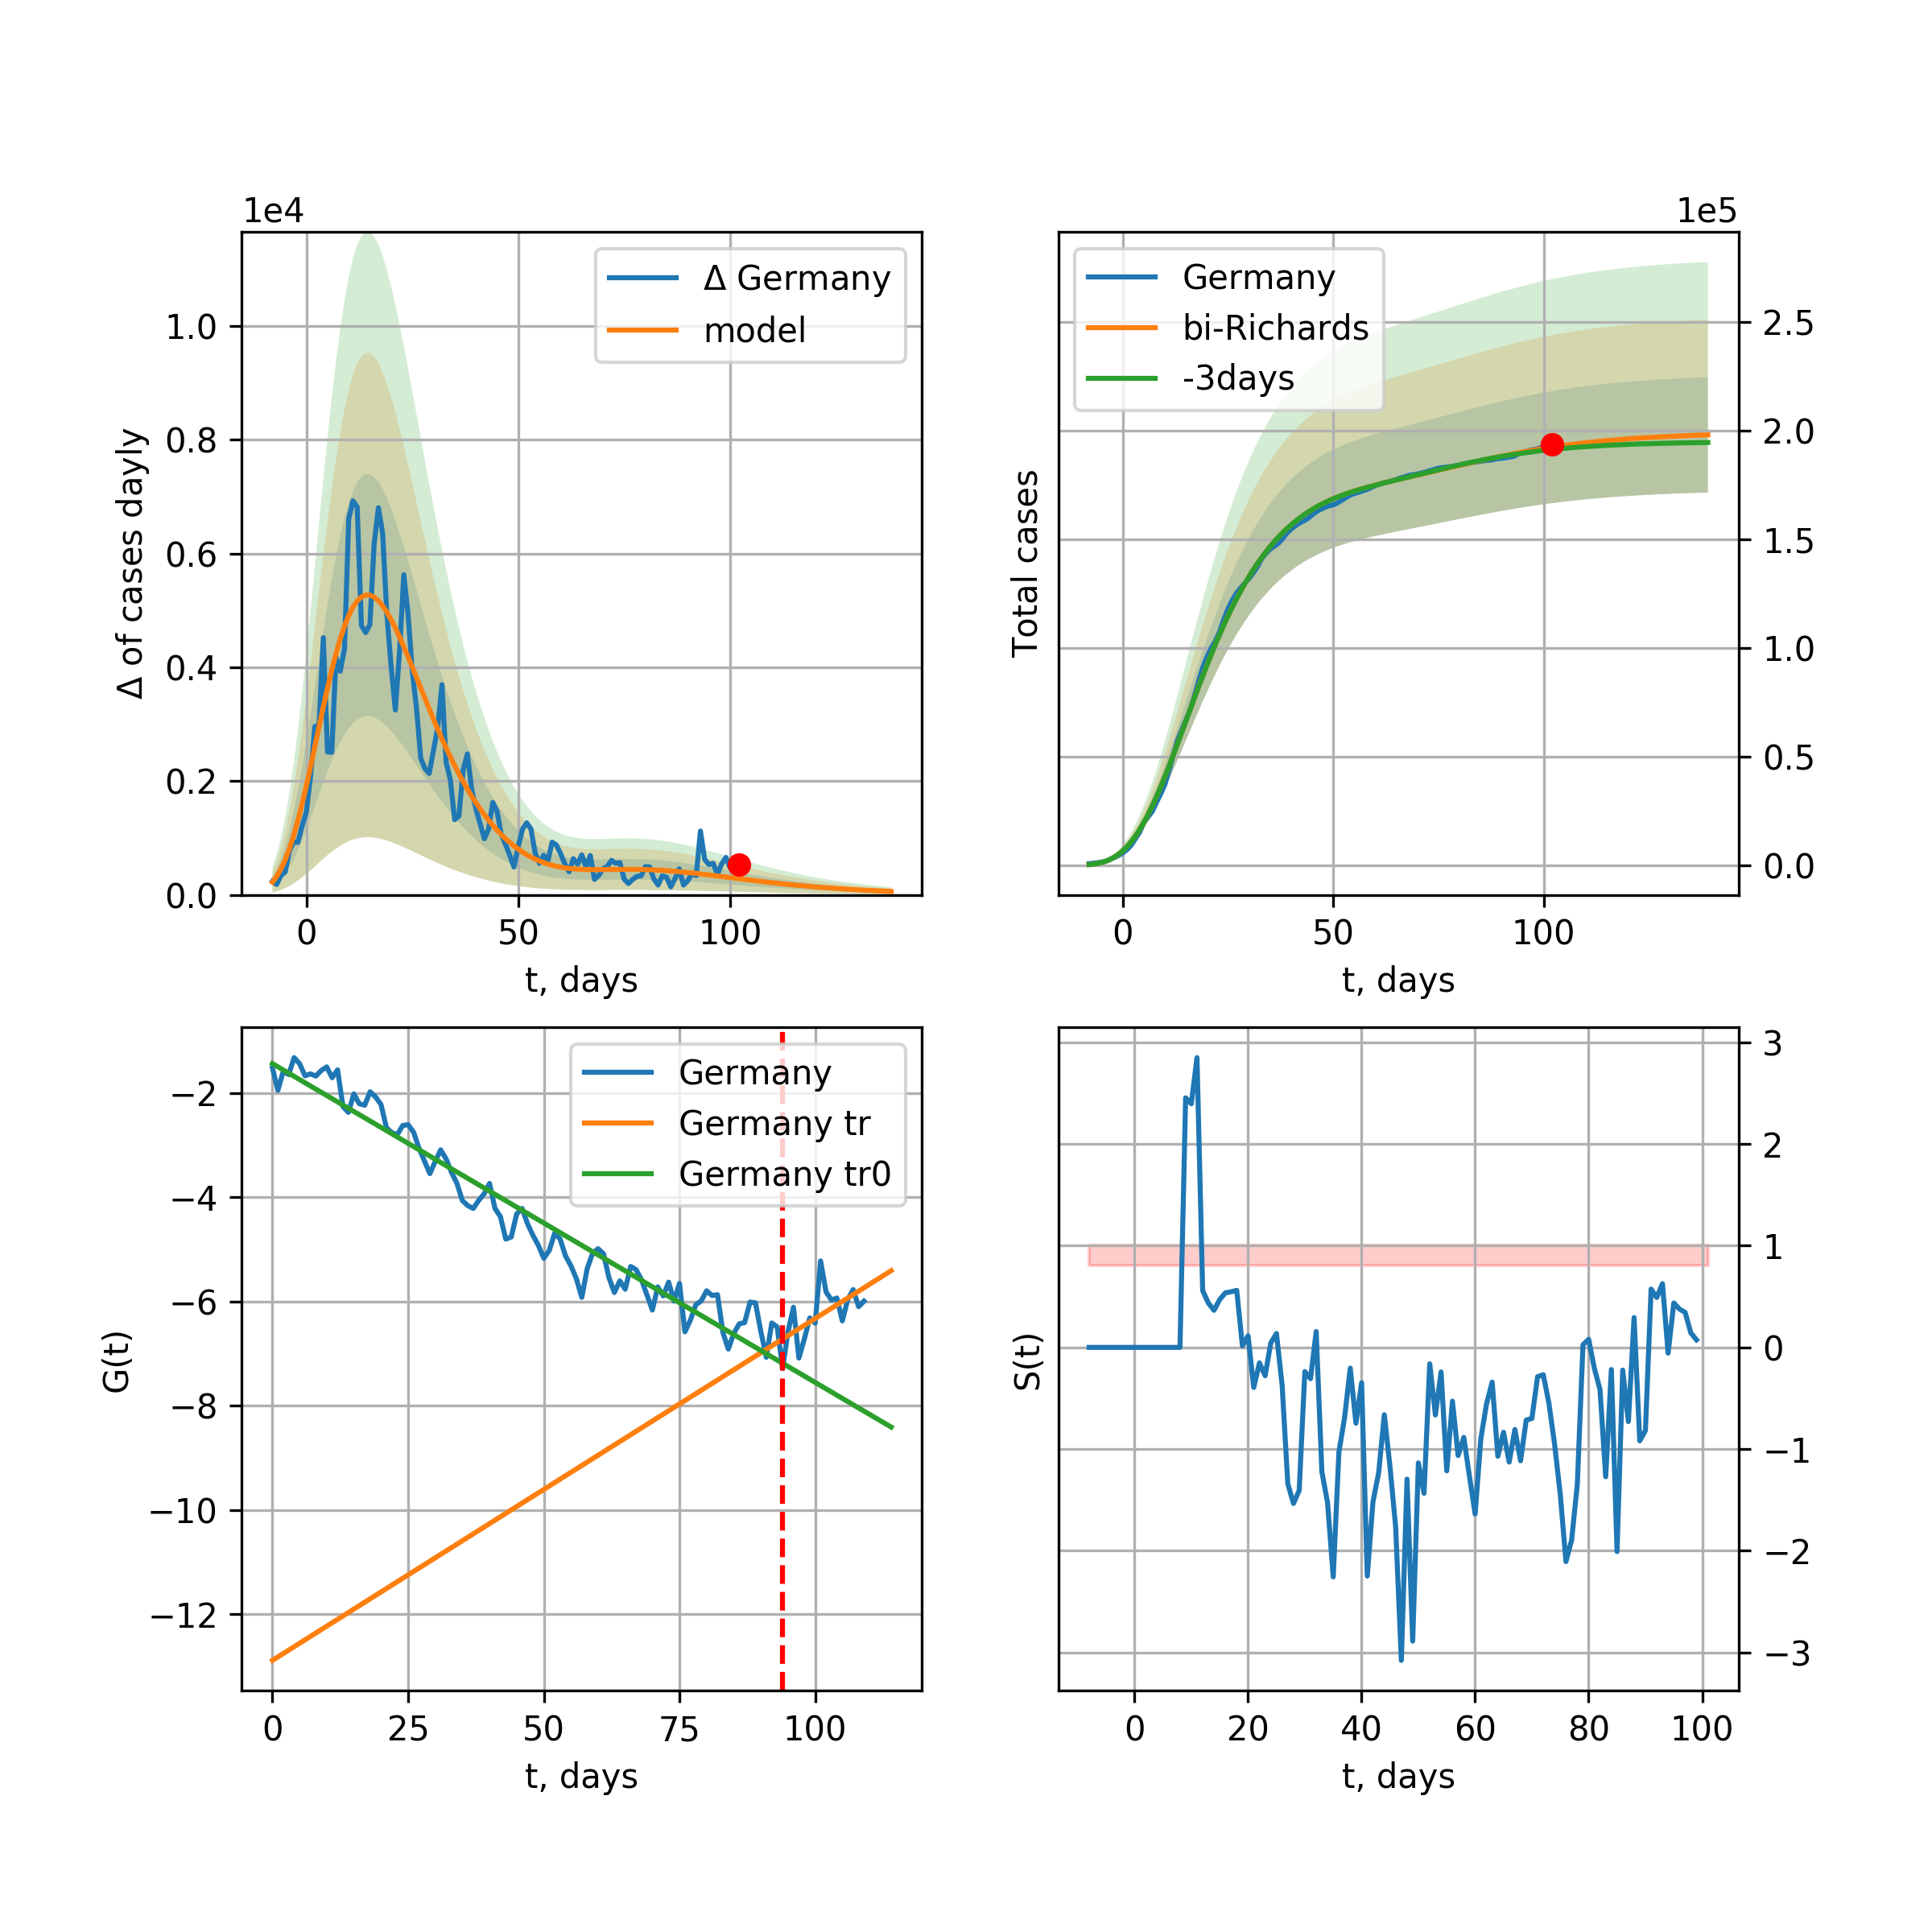 1e4
Δ of cases dayly
1.0
0.8
0.6
0.4
0.2
0.0
0 50 100
t, days
Δ Germany
model
1e5
Total cases
2.5
2.0
1.5
1.0
0.5
0.0
0 50 100
t, days
Germany
bi-Richards
-3days
G(t)
−2
−4
−6
−8
−10
−12
0 25 50 75 100
t, days
Germany
Germany tr
Germany tr0
S(t)
3
2
1
0
−1
−2
−3
0 20 40 60 80 100
t, days